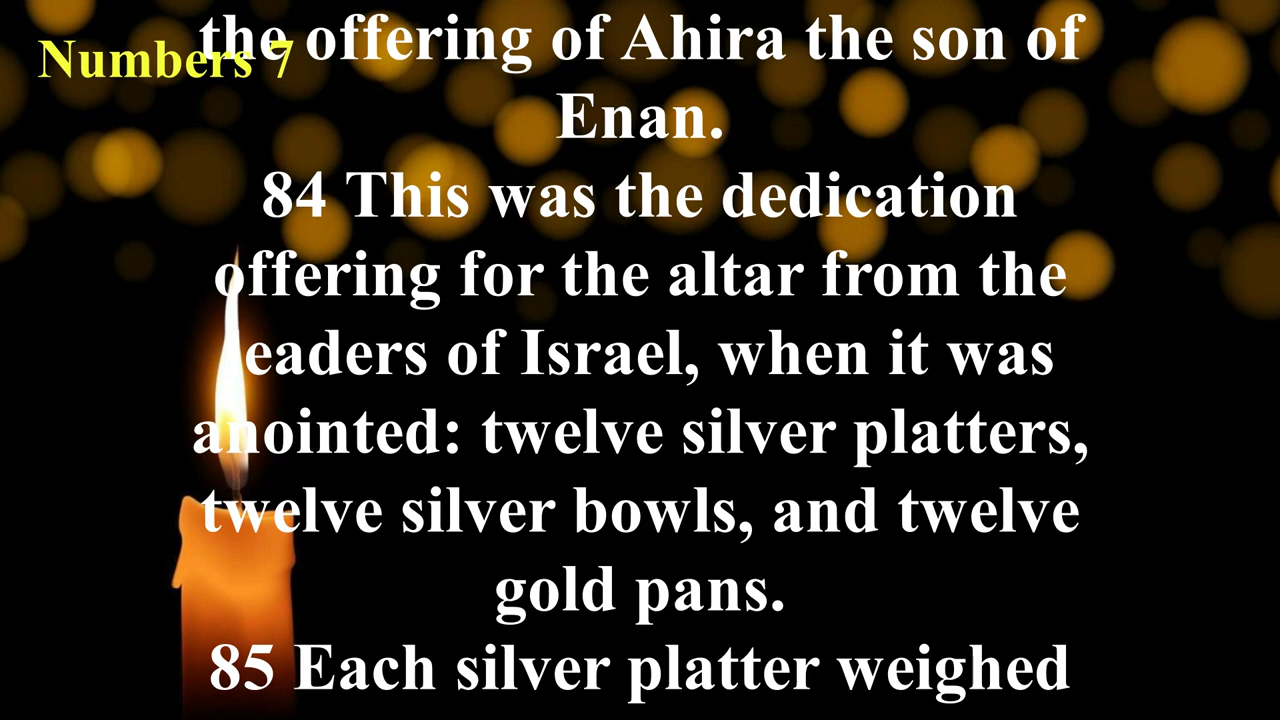 Numbers 7
the offering of Ahira the son of
Enan.
84 This was the dedication
offering for the altar from the
leaders of Israel, when it was
anointed: twelve silver platters,
twelve silver bowls, and twelve
gold pans.
85 Each silver platter weighed